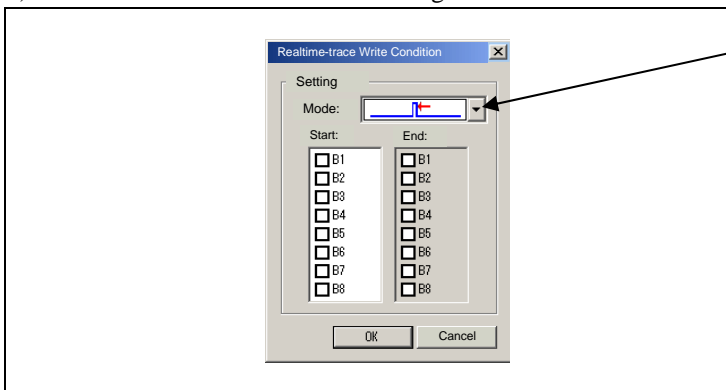 Realtime-trace Write Condition
Setting
Mode:
Start: End:
B1 B1
B2 B2
B3 B3
B4 B4
B5 B5
B6 B6
B7 B7
B8 B8
OK Cancel